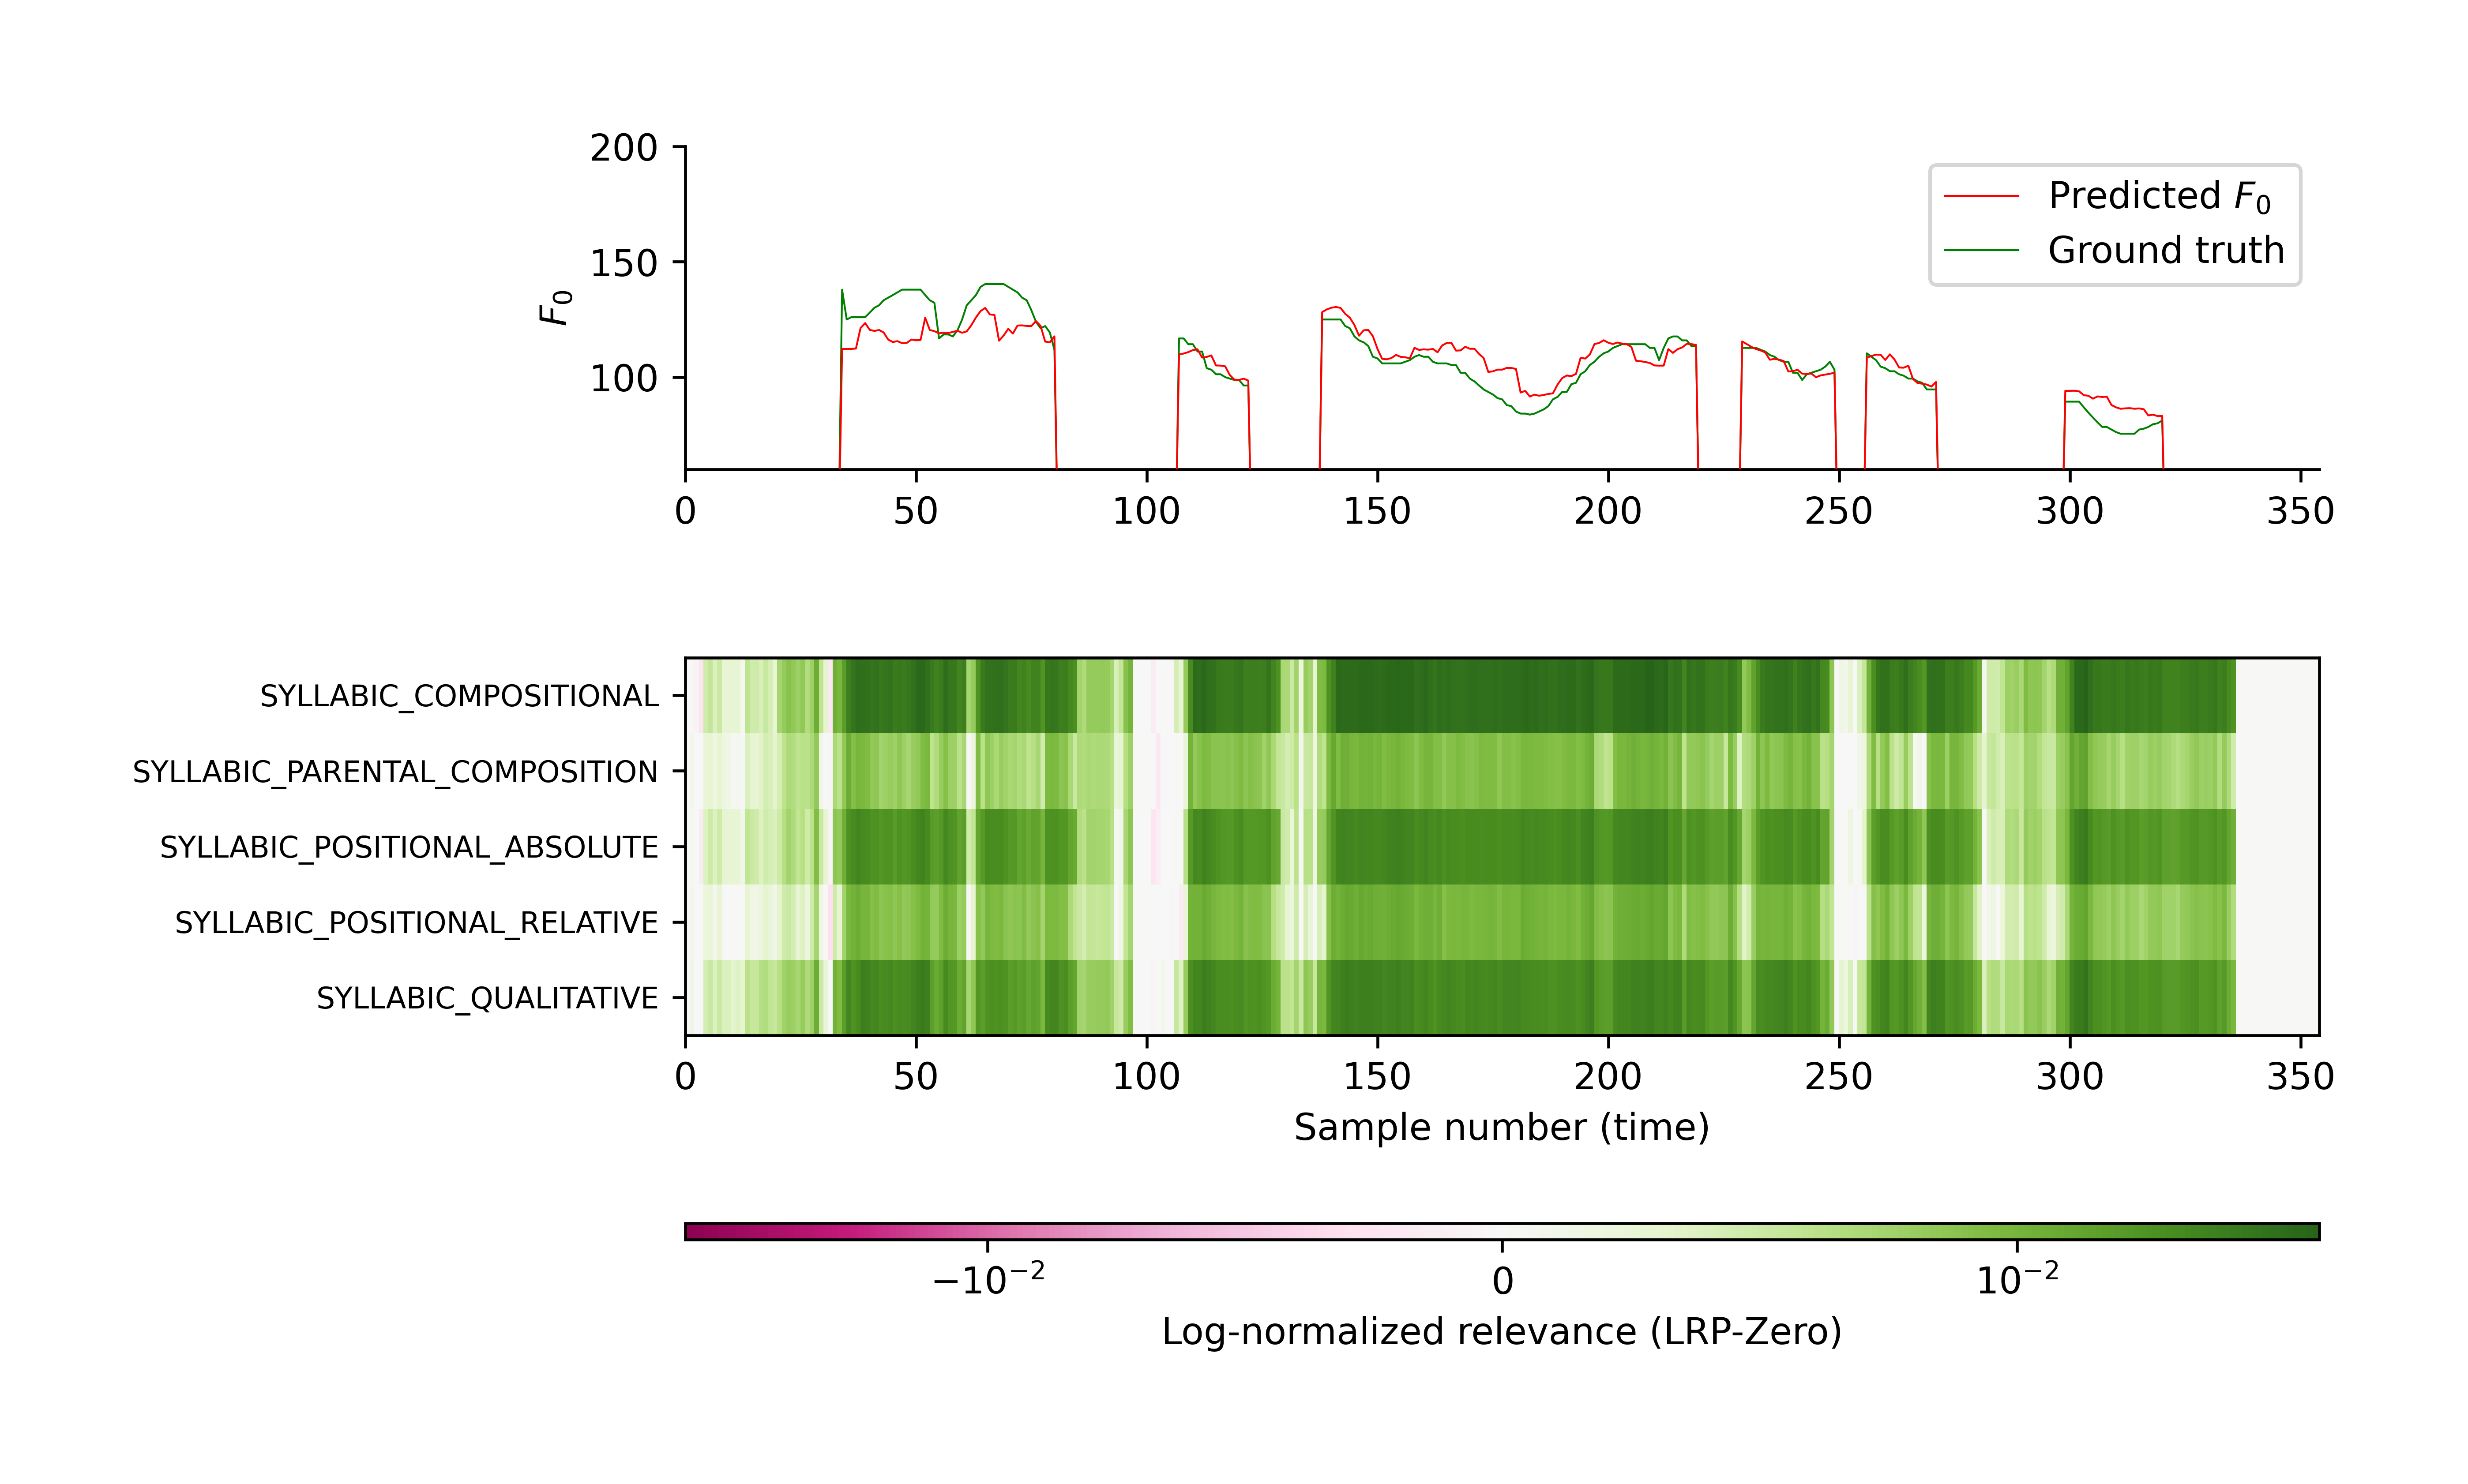 200
150
100
F₀
Predicted F₀
Ground truth
0 50 100 150 200 250 300 350
SYLLABIC_COMPOSITIONAL
SYLLABIC_PARENTAL_COMPOSITION
SYLLABIC_POSITIONAL_ABSOLUTE
SYLLABIC_POSITIONAL_RELATIVE
SYLLABIC_QUALITATIVE
0 50 100 150 200 250 300 350
Sample number (time)
−10⁻² 0 10⁻²
Log-normalized relevance (LRP-Zero)